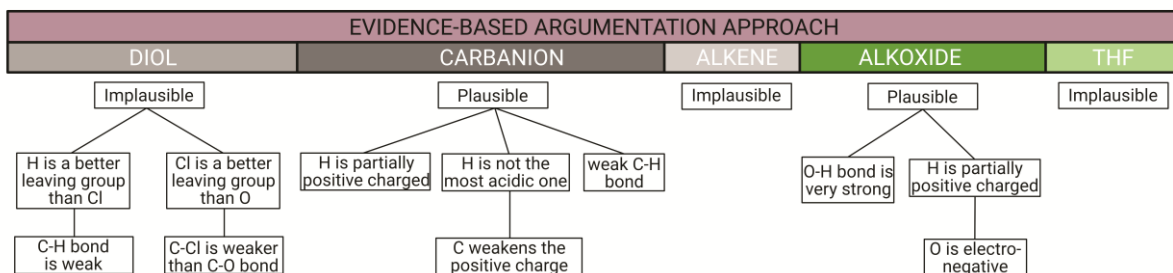 EVIDENCE-BASED ARGUMENTATION APPROACH
DIOL
CARBANION
ALKENE
ALKOXIDE
THF
Implausible
Plausible
Implausible
Plausible
Implausible
H is a better
leaving group
than Cl
Cl is a better
leaving group
than O
H is partially
positive charged
H is not the
most acidic one
weak C-H
bond
O-H bond is
very strong
H is partially
positive charged
C-H bond
is weak
C-Cl is weaker
than C-O bond
C weakens the
positive charge
O is electro-
negative